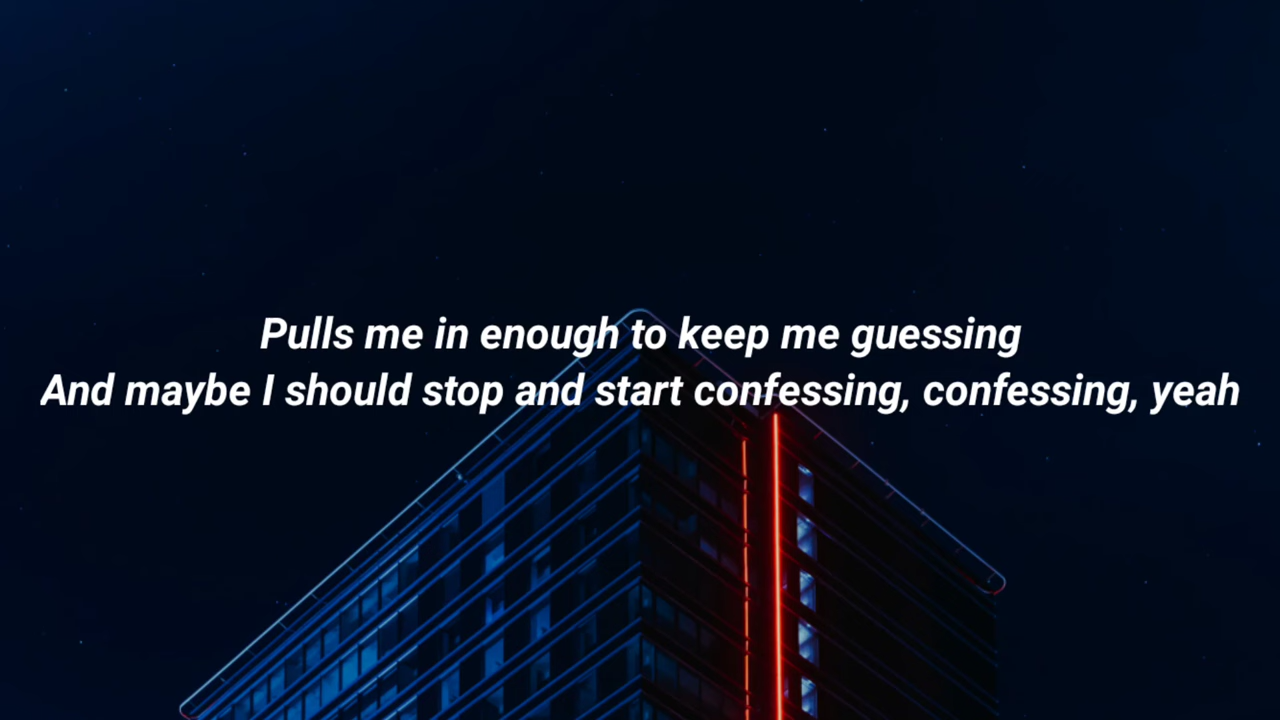 Pulls me in enough to keep me guessing
And maybe I should stop and start confessing, confessing, yeah